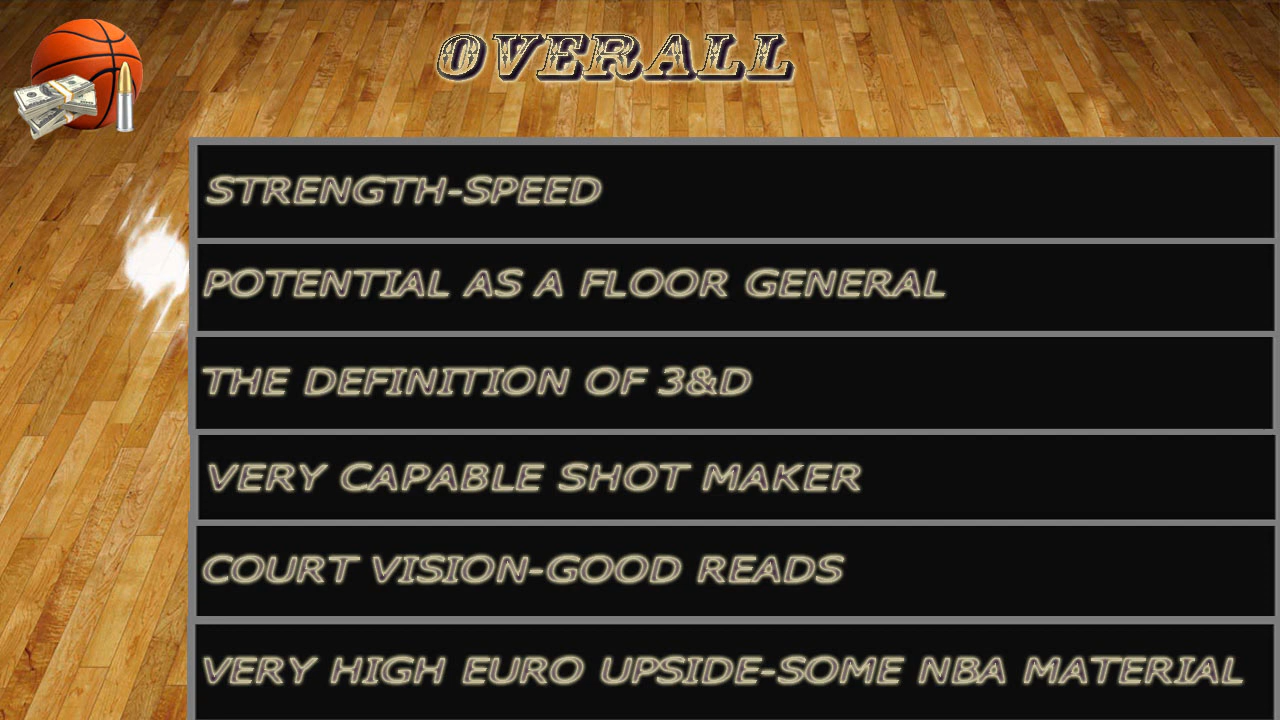 OVERALL
STRENGTH-SPEED
POTENTIAL AS A FLOOR GENERAL
THE DEFINITION OF 3&D
VERY CAPABLE SHOT MAKER
COURT VISION-GOOD READS
VERY HIGH EURO UPSIDE-SOME NBA MATERIAL